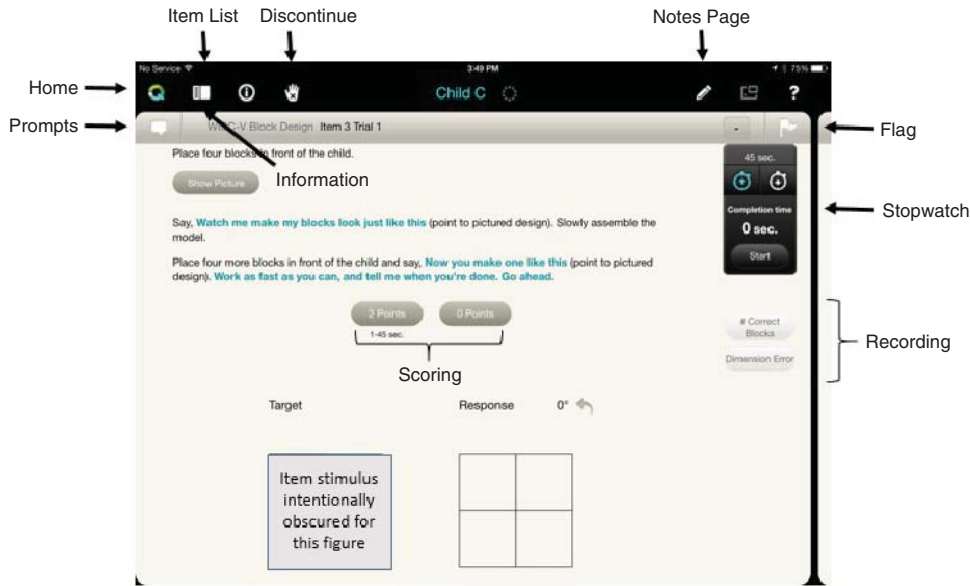 Item List
Discontinue
Notes Page
No Service
3:49 PM
75%
Home
Child C
?
Prompts
WISC-V Block Design Item 3 Trial 1
Flag
Place four blocks in front of the child.
45 sec.
Show Picture
Information
Say, Watch me make my blocks look just like this (point to pictured design). Slowly assemble the
model.
Completion time
0 sec.
Start
Stopwatch
Place four more blocks in front of the child and say, Now you make one like this (point to pictured
design). Work as fast as you can, and tell me when you're done. Go ahead.
2 Points
0 Points
1-45 sec.
# Correct
Blocks
Dimension Error
Recording
Scoring
Target
Response
0°
Item stimulus
intentionally
obscured for
this figure